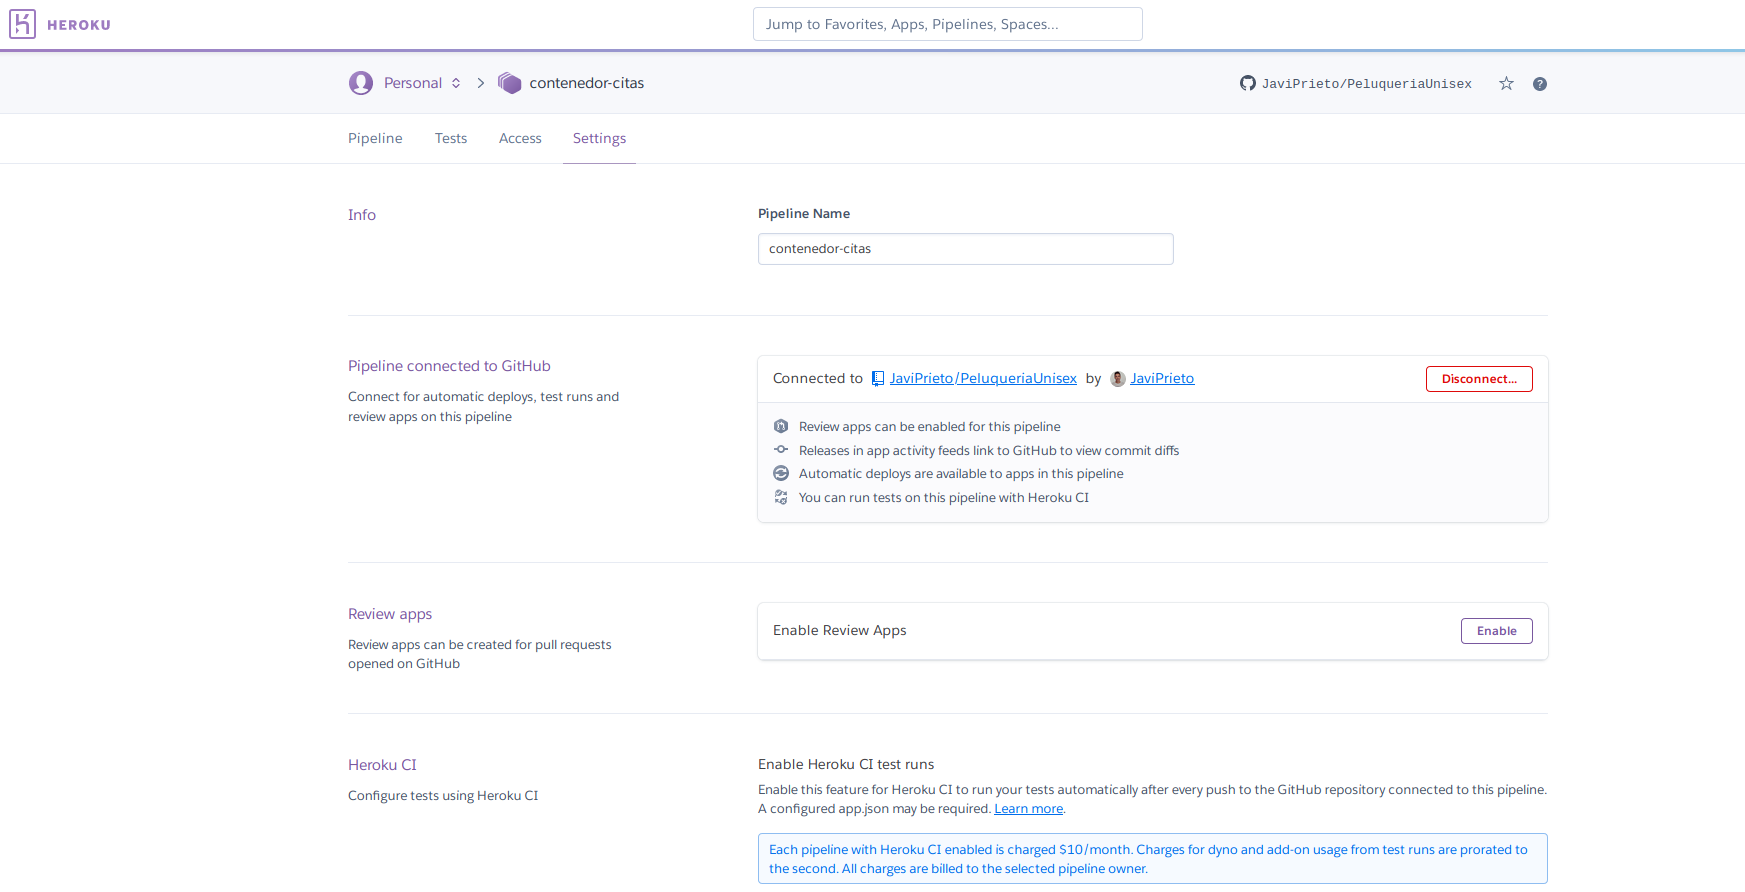 HEROKU
Jump to Favorites, Apps, Pipelines, Spaces...
Personal contenedor-citas JaviPrieto/PeluqueriaUnisex
Pipeline Tests Access Settings
Info
Pipeline Name
contenedor-citas
Pipeline connected to GitHub
Connect for automatic deploys, test runs and
review apps on this pipeline
Connected to JaviPrieto/PeluqueriaUnisex by JaviPrieto Disconnect...
Review apps can be enabled for this pipeline
Releases in app activity feeds link to GitHub to view commit diffs
Automatic deploys are available to apps in this pipeline
You can run tests on this pipeline with Heroku CI
Review apps
Review apps can be created for pull requests
opened on GitHub
Enable Review Apps Enable
Heroku CI
Configure tests using Heroku CI
Enable Heroku CI test runs
Enable this feature for Heroku CI to run your tests automatically after every push to the GitHub repository connected to this pipeline.
A configured app.json may be required. Learn more.
Each pipeline with Heroku CI enabled is charged $10/month. Charges for dyno and add-on usage from test runs are prorated to
the second. All charges are billed to the selected pipeline owner.